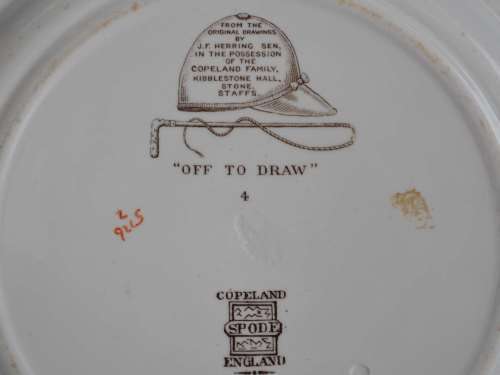 FROM THE
ORIGINAL DRAWINGS
BY
J.F. HERRING SEN,
IN THE POSSESSION
OF THE
COPELAND FAMILY,
KIBBLESTONE HALL,
STONE,
STAFFS.
"OFF TO DRAW"
4
COPELAND
SPODE
ENGLAND